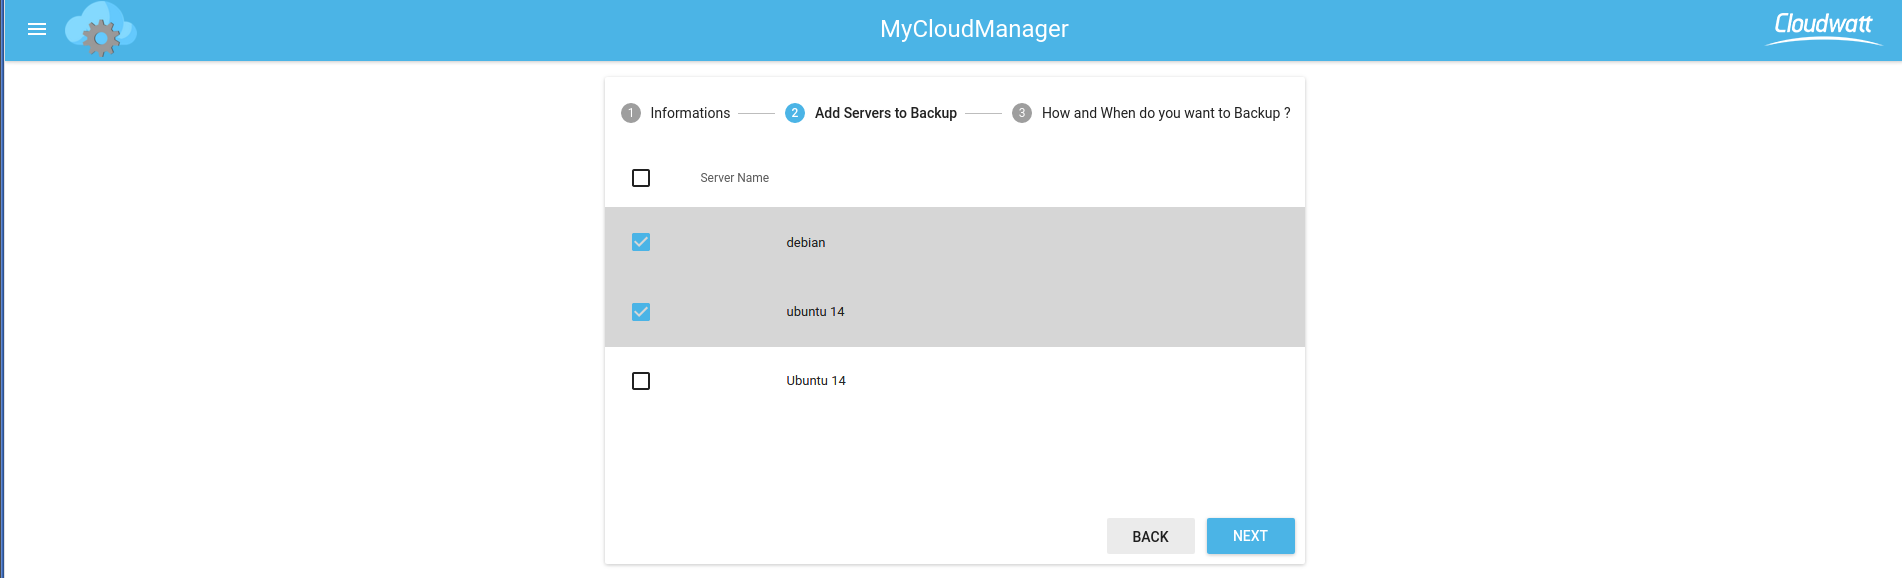 MyCloudManager
Cloudwatt
1 Informations 2 Add Servers to Backup 3 How and When do you want to Backup ?
Server Name
debian
ubuntu 14
Ubuntu 14
BACK NEXT